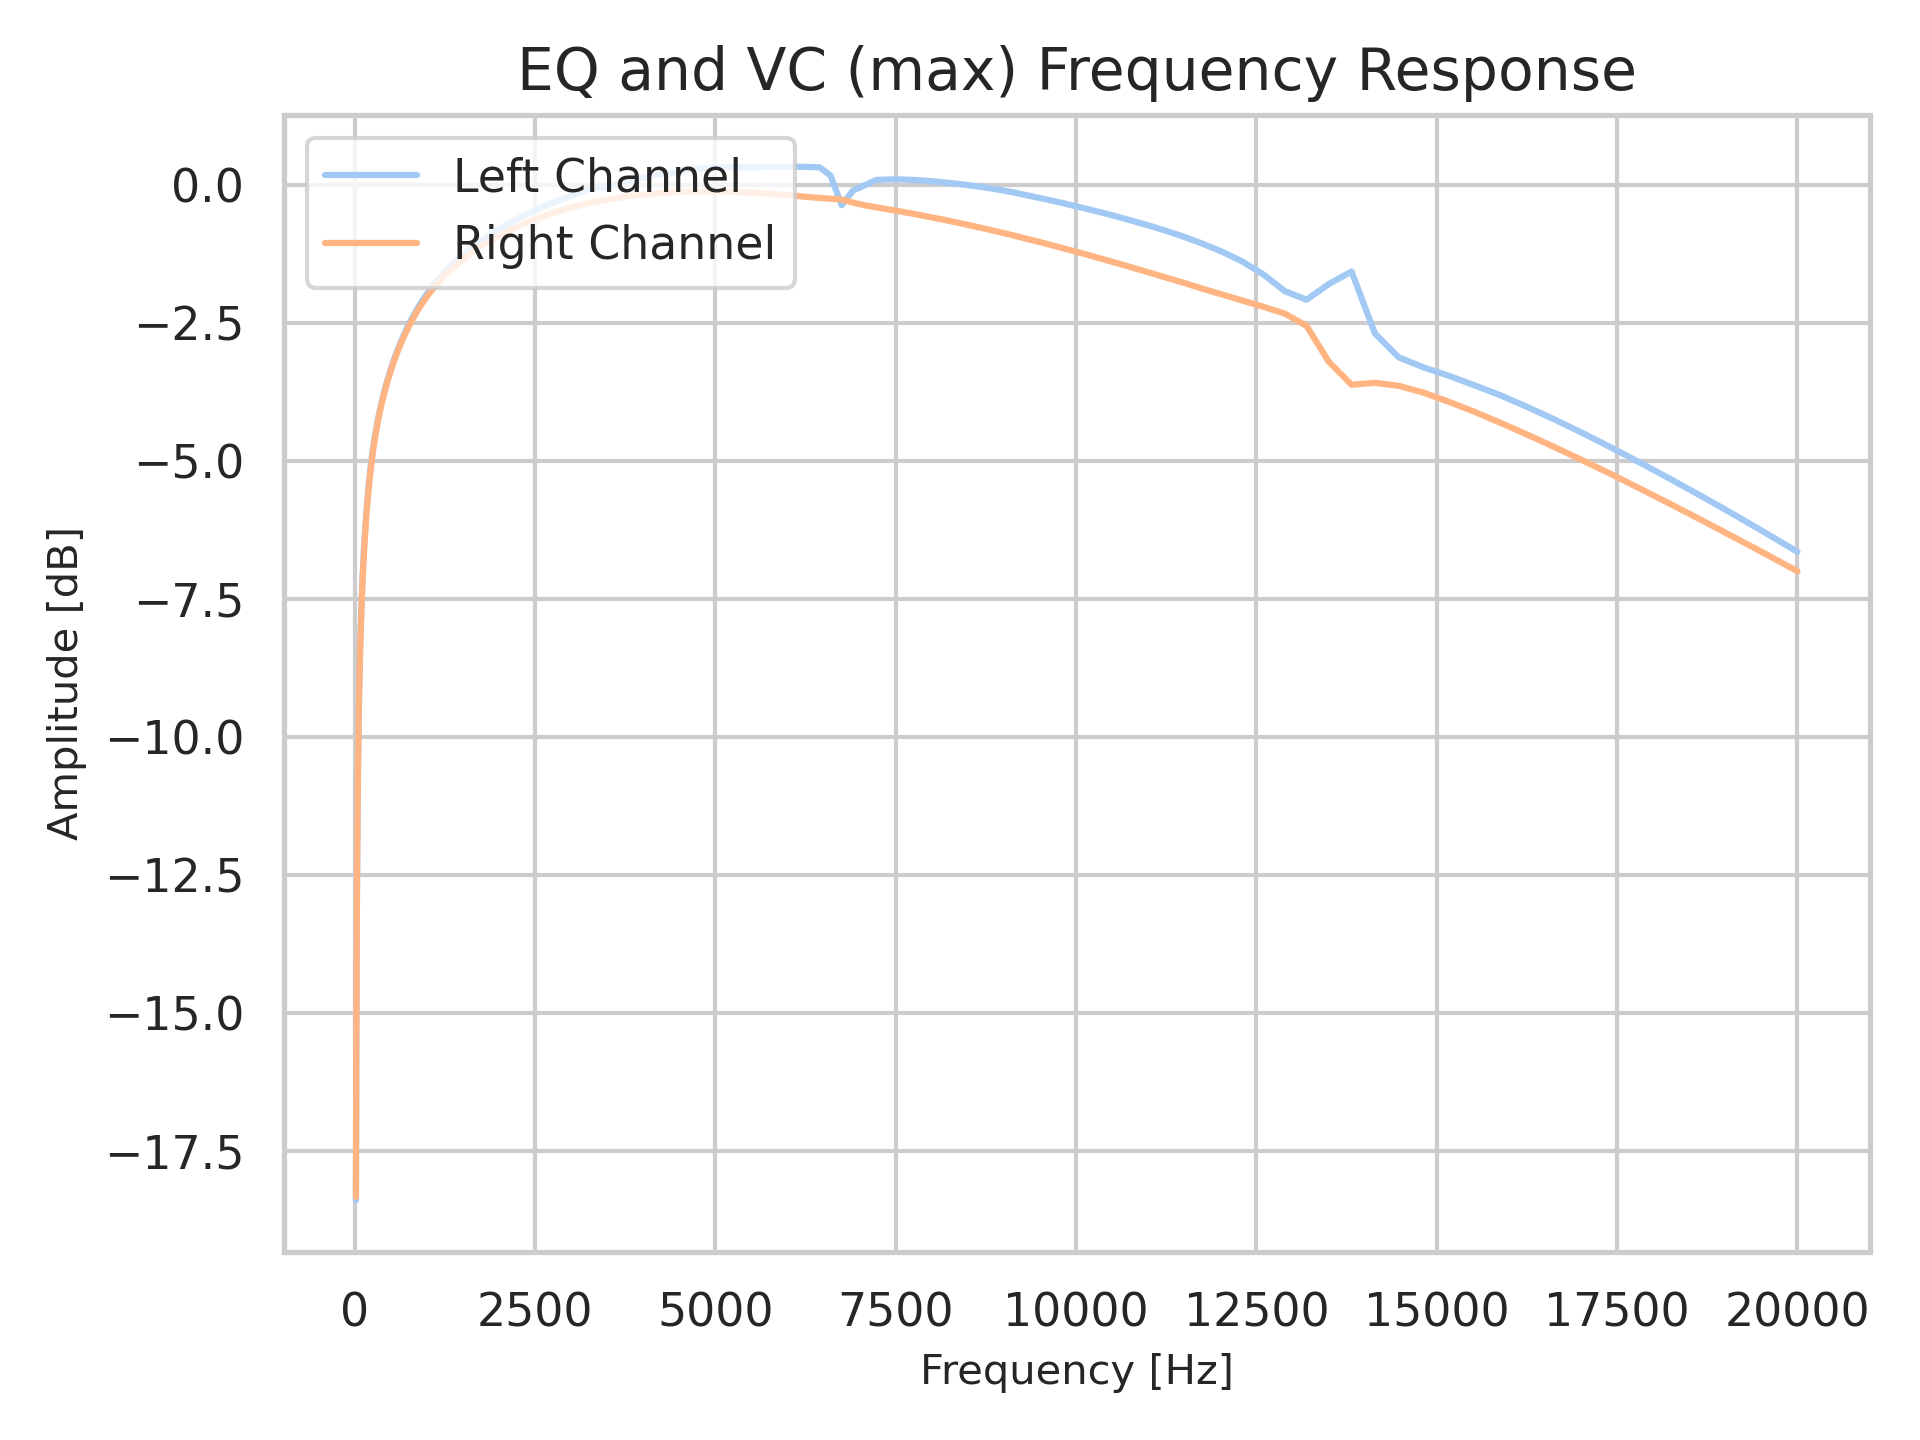 EQ and VC (max) Frequency Response
Left Channel
Right Channel
0.0
−2.5
−5.0
−7.5
−10.0
−12.5
−15.0
−17.5
Amplitude [dB]
0 2500 5000 7500 10000 12500 15000 17500 20000
Frequency [Hz]